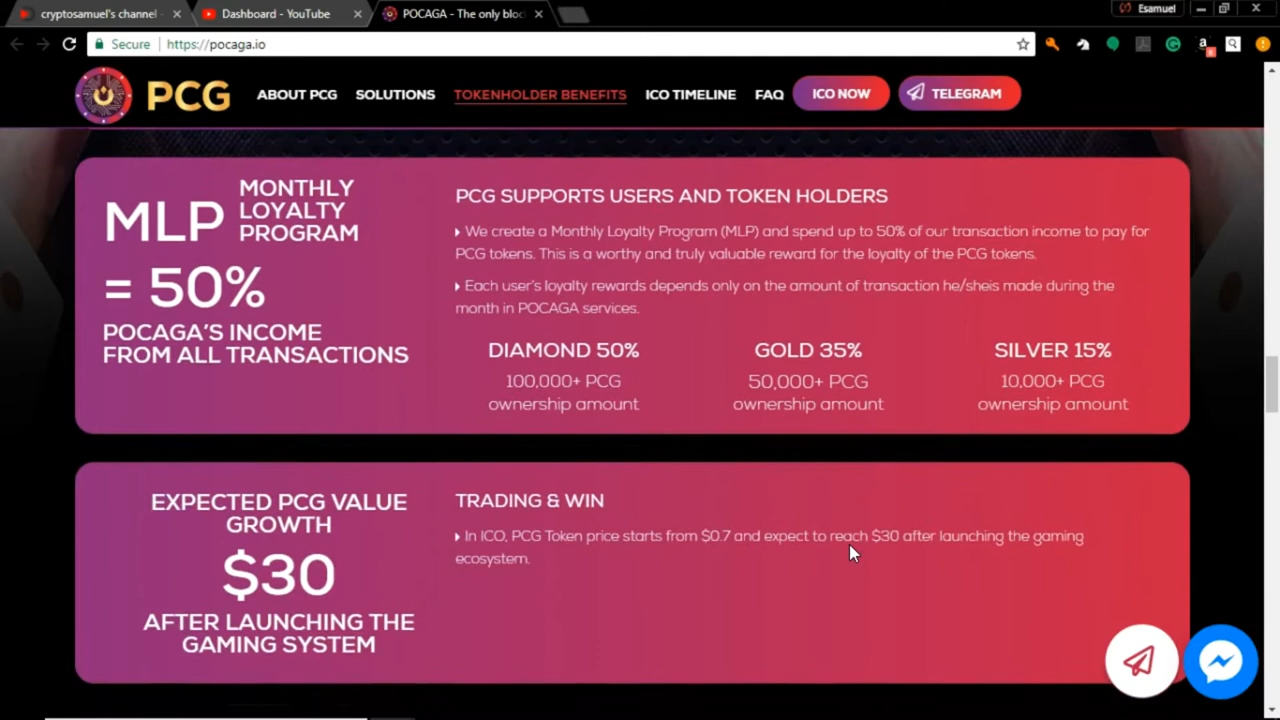 cryptosamuel's channel -
Dashboard - YouTube
POCAGA - The only bloc
Esamuel
Secure
https://pocaga.io
PCG
ABOUT PCG
SOLUTIONS
TOKENHOLDER BENEFITS
ICO TIMELINE
FAQ
ICO NOW
TELEGRAM
MLP
MONTHLY
LOYALTY
PROGRAM
= 50%
POCAGA'S INCOME
FROM ALL TRANSACTIONS
PCG SUPPORTS USERS AND TOKEN HOLDERS
We create a Monthly Loyalty Program (MLP) and spend up to 50% of our transaction income to pay for
PCG tokens. This is a worthy and truly valuable reward for the loyalty of the PCG tokens.
Each user's loyalty rewards depends only on the amount of transaction he/sheis made during the
month in POCAGA services.
DIAMOND 50%
100,000+ PCG
ownership amount
GOLD 35%
50,000+ PCG
ownership amount
SILVER 15%
10,000+ PCG
ownership amount
EXPECTED PCG VALUE
GROWTH
$30
AFTER LAUNCHING THE
GAMING SYSTEM
TRADING & WIN
In ICO, PCG Token price starts from $0.7 and expect to reach $30 after launching the gaming
ecosystem.